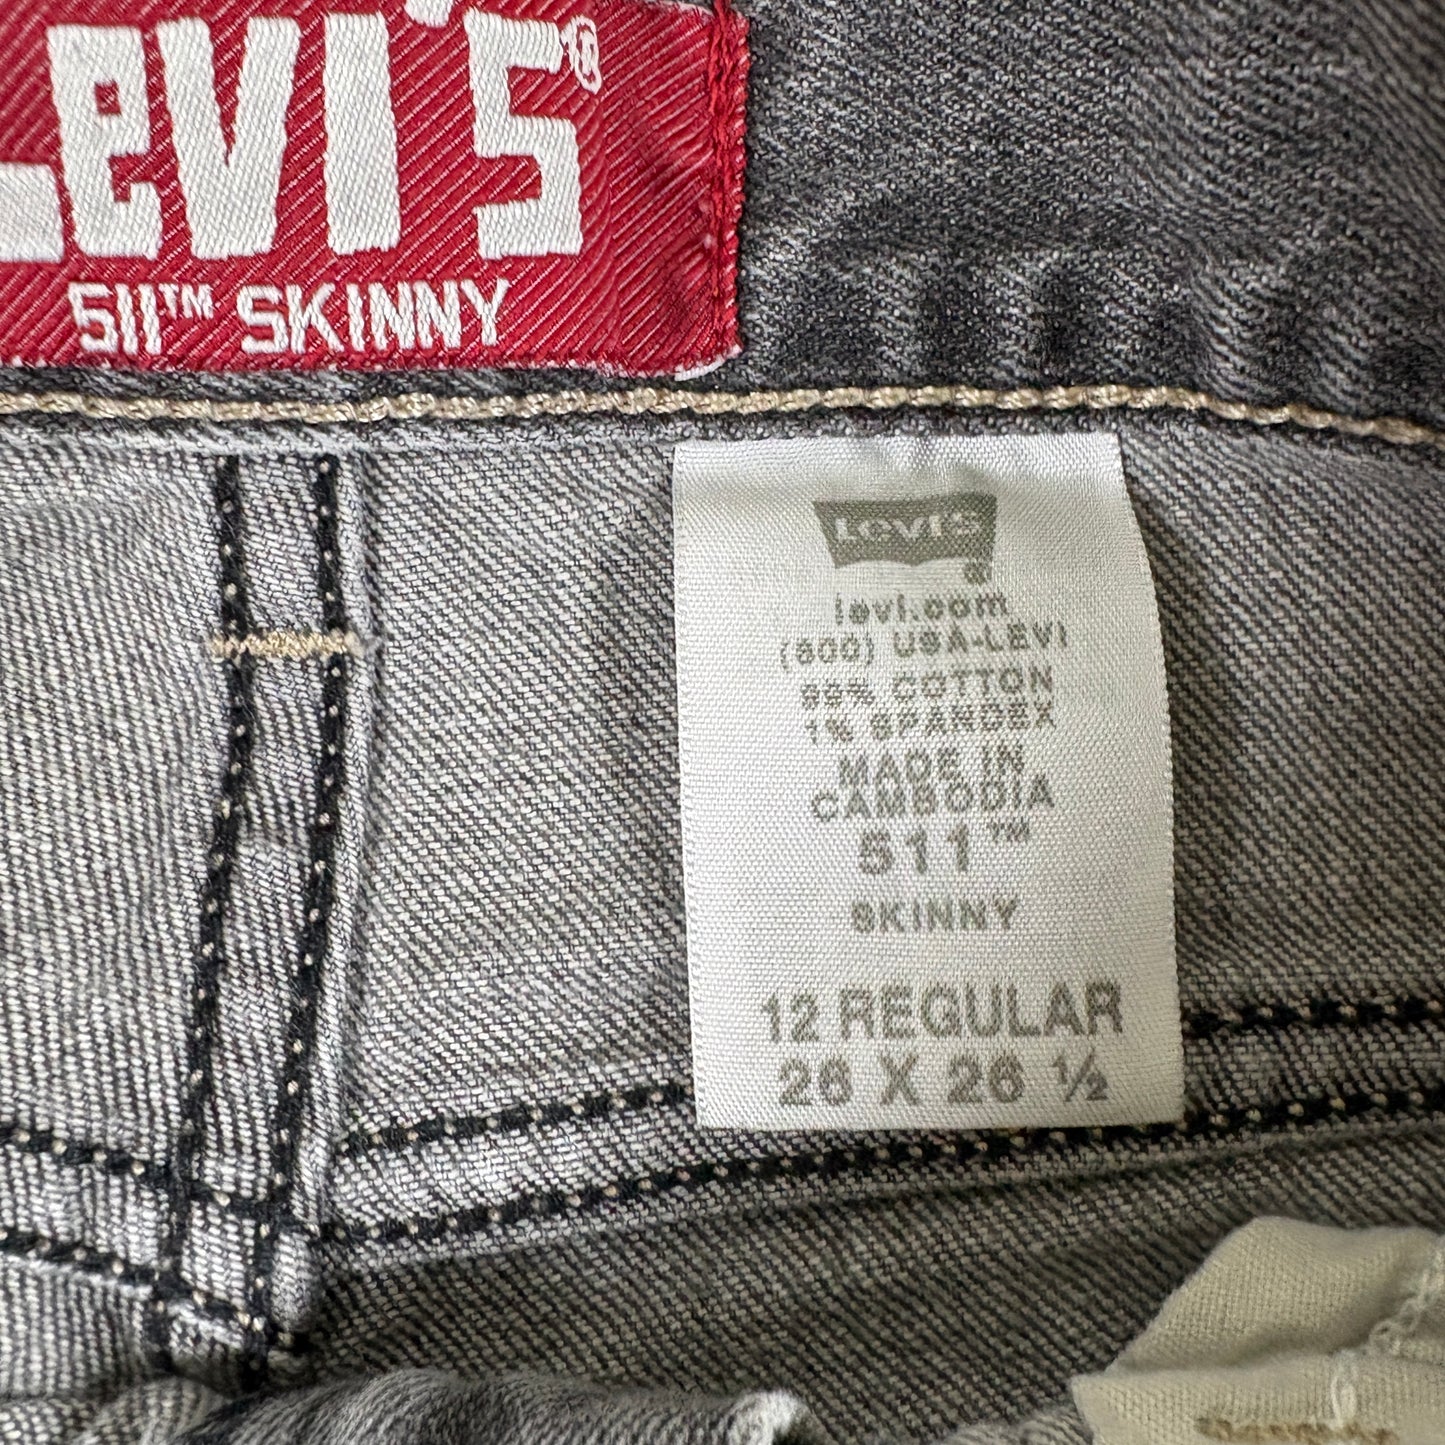 Levi's®
511™ SKINNY
Levi's
®
levi.com
(800) USA-LEVI
99% COTTON
1% SPANDEX
MADE IN
CAMBODIA
511™
SKINNY
12 REGULAR
26 X 26 ½